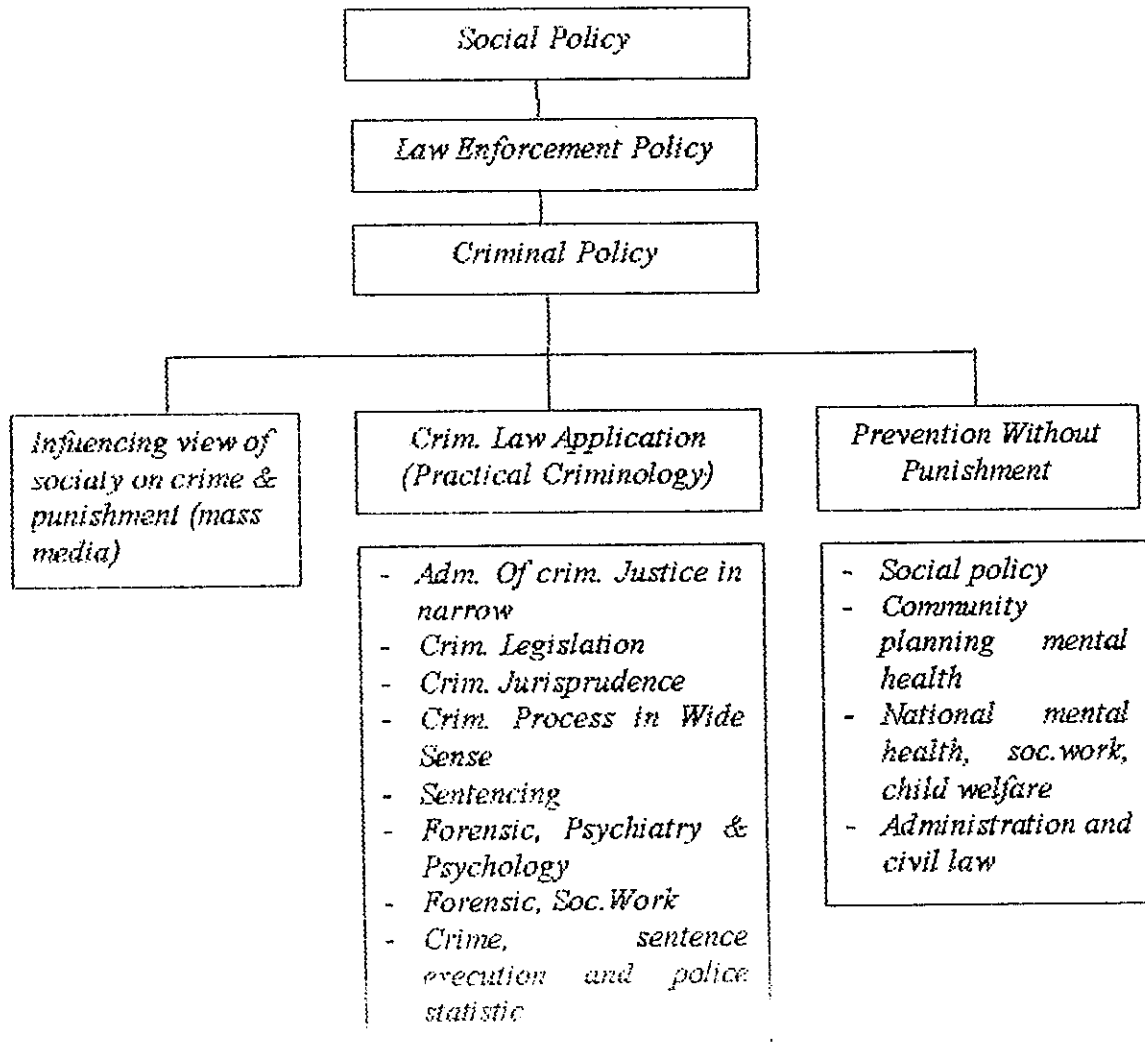 Social Policy
Law Enforcement Policy
Criminal Policy
Infuencing view of
sociaty on crime &
punishment (mass
media)
Crim. Law Application
(Practical Criminology)
Prevention Without
Punishment
- Adm. Of crim. Justice in
narrow
- Crim. Legislation
- Crim. Jurisprudence
- Crim. Process in Wide
Sense
- Sentencing
- Forensic, Psychiatry &
Psychology
- Forensic, Soc.Work
- Crime, sentence
execution and police
statistic
- Social policy
- Community
planning mental
health
- National mental
health, soc.work,
child welfare
- Administration and
civil law